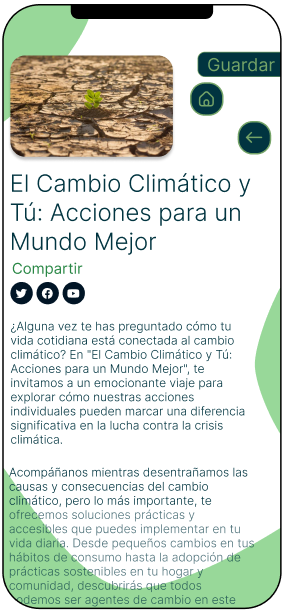 Guardar
El Cambio Climático y
Tú: Acciones para un
Mundo Mejor
Compartir
¿Alguna vez te has preguntado cómo tu
vida cotidiana está conectada al cambio
climático? En "El Cambio Climático y Tú:
Acciones para un Mundo Mejor", te
invitamos a un emocionante viaje para
explorar cómo nuestras acciones
individuales pueden marcar una diferencia
significativa en la lucha contra la crisis
climática.
Acompáñanos mientras desentrañamos las
causas y consecuencias del cambio
climático, pero lo más importante, te
ofrecemos soluciones prácticas y
accesibles que puedes implementar en tu
vida diaria. Desde pequeños cambios en tus
hábitos de consumo hasta la adopción de
prácticas sostenibles en tu hogar y
comunidad, descubrirás que todos
podemos ser agentes de cambio en este